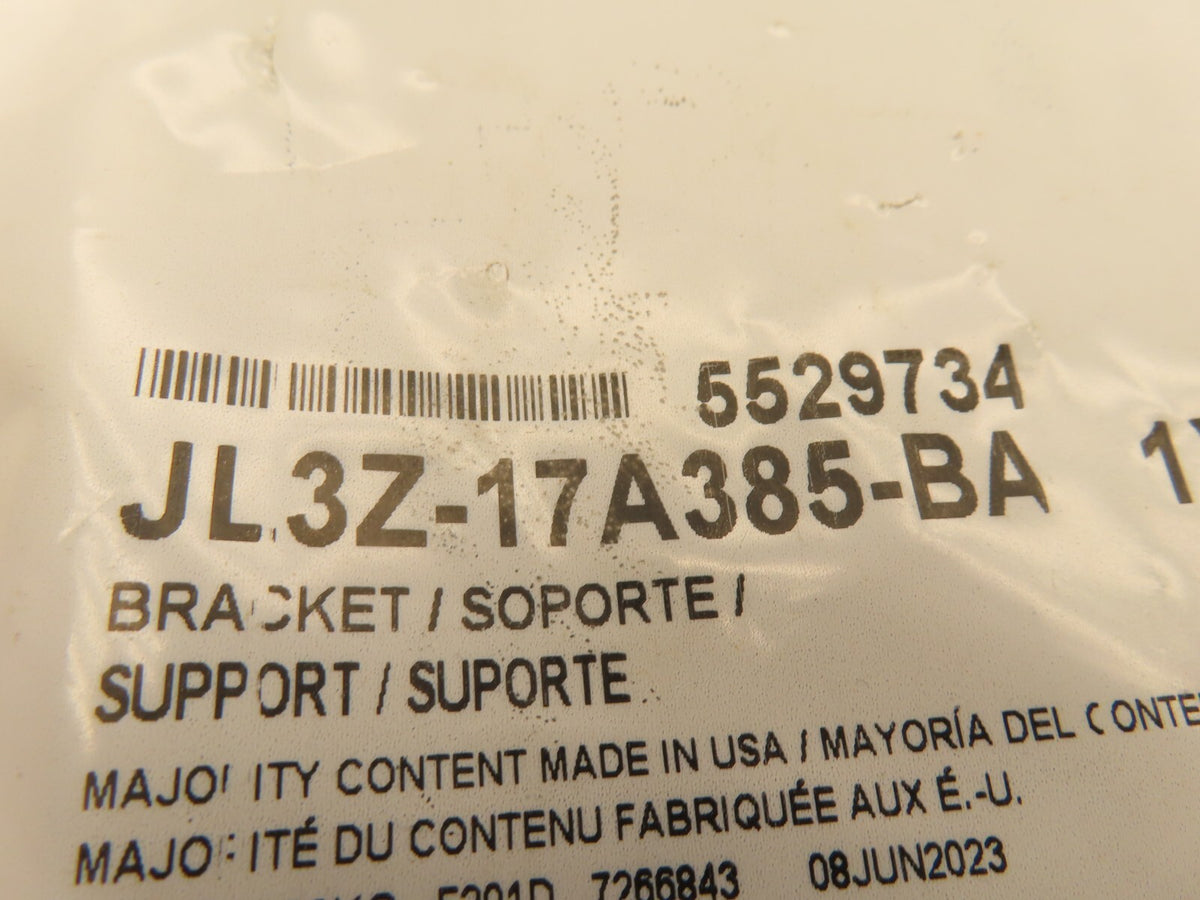 5529734
JL3Z-17A385-BA
BRACKET / SOPORTE /
SUPPORT / SUPORTE
MAJORITY CONTENT MADE IN USA / MAYORÍA DEL
MAJORITÉ DU CONTENU FABRIQUÉE AUX É.-U.
7266843 08JUN2023